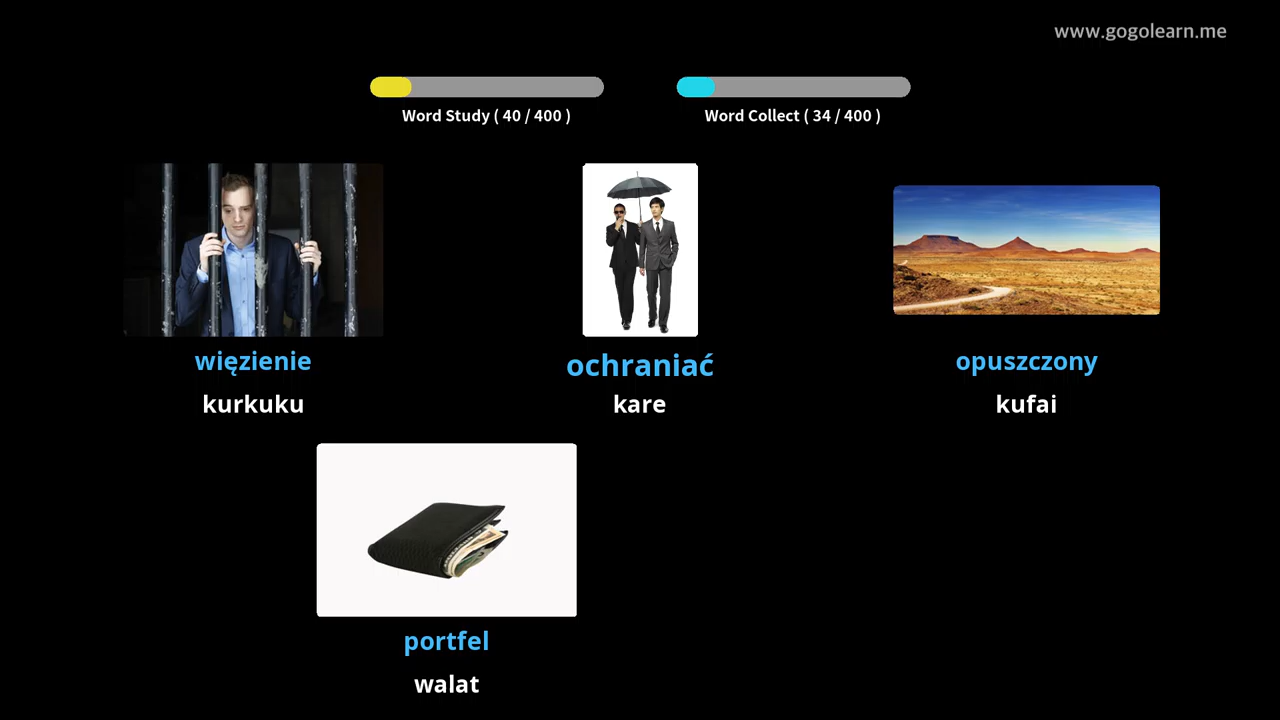 www.gogolearn.me
Word Study ( 40 / 400 )
Word Collect ( 34 / 400 )
więzienie
kurkuku
ochraniać
kare
opuszczony
kufai
portfel
walat